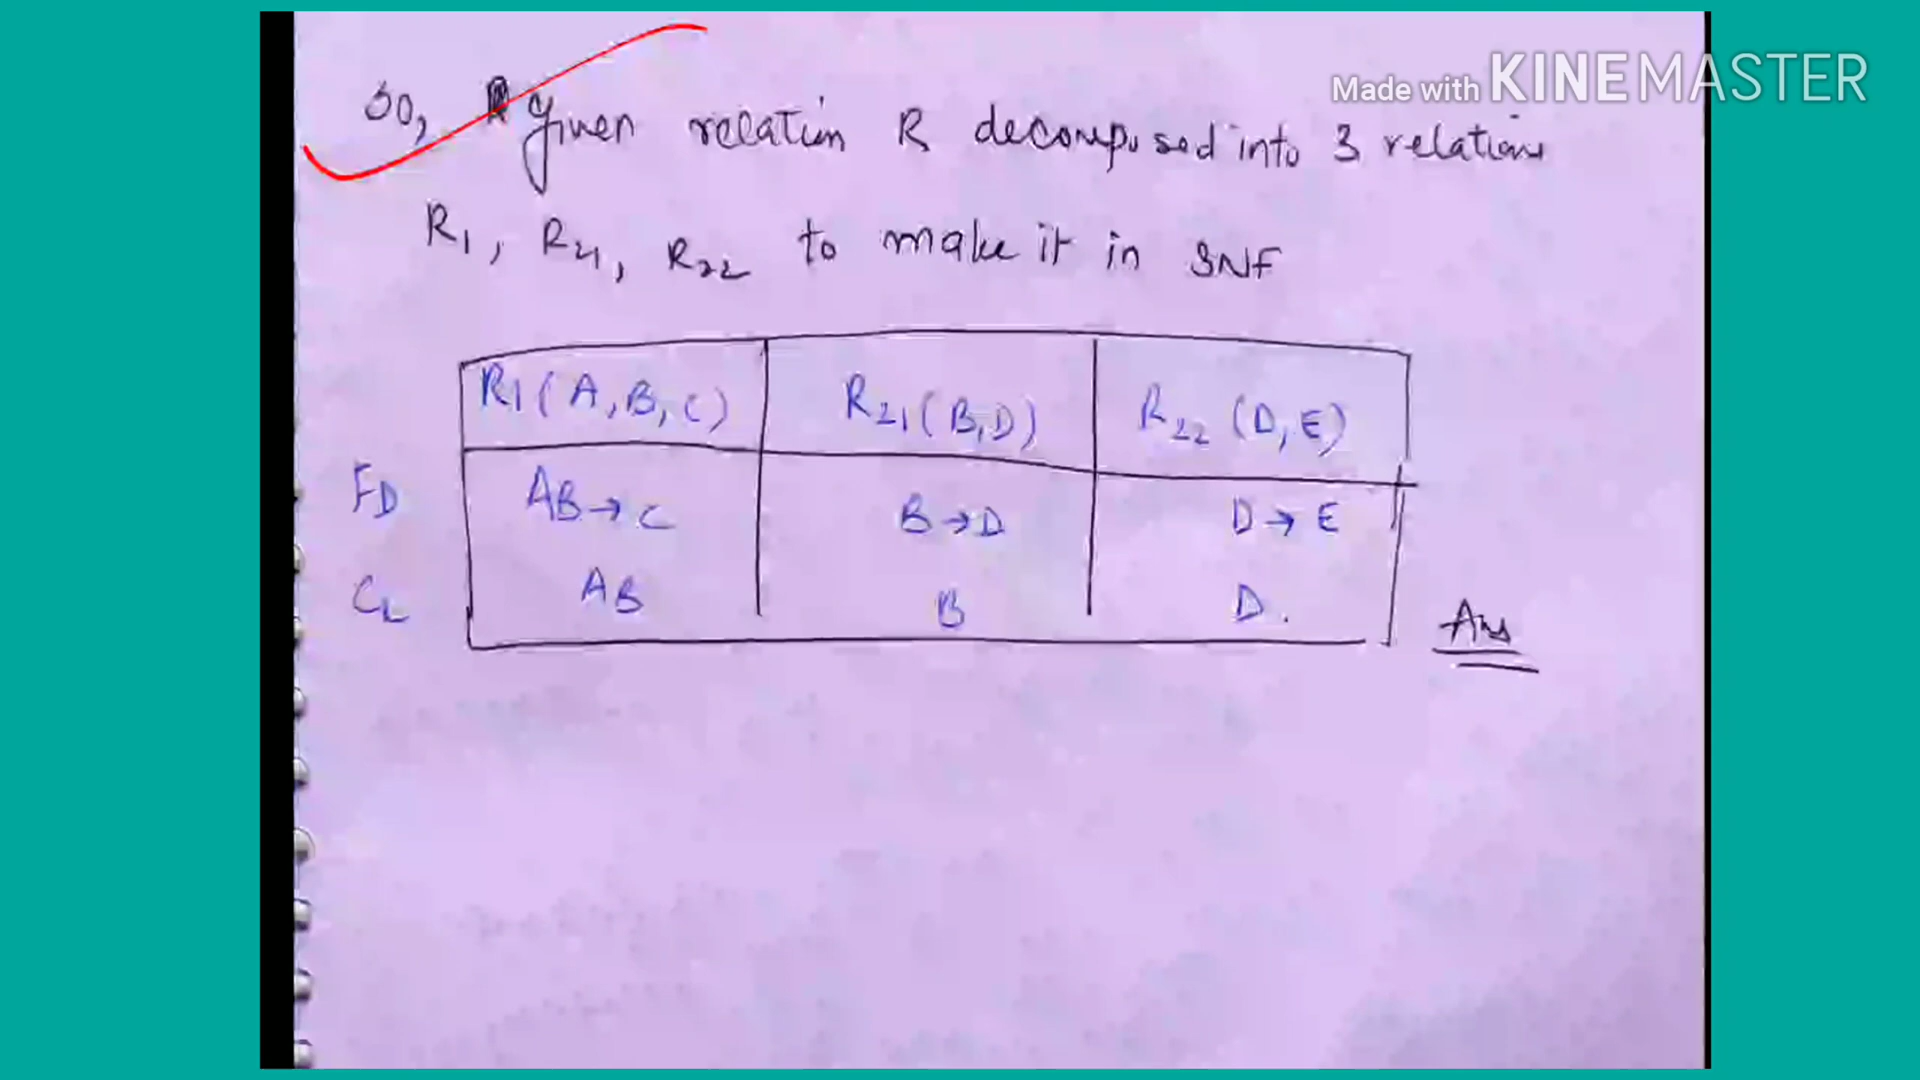 Made with KINEMASTER
So, given relation R decomposed into 3 relations
R1, R21, R22 to make it in 3NF
R1(A,B,C) R21(B,D) R22(D,E)
FD AB→C B→D D→E
AB B D.
Ans